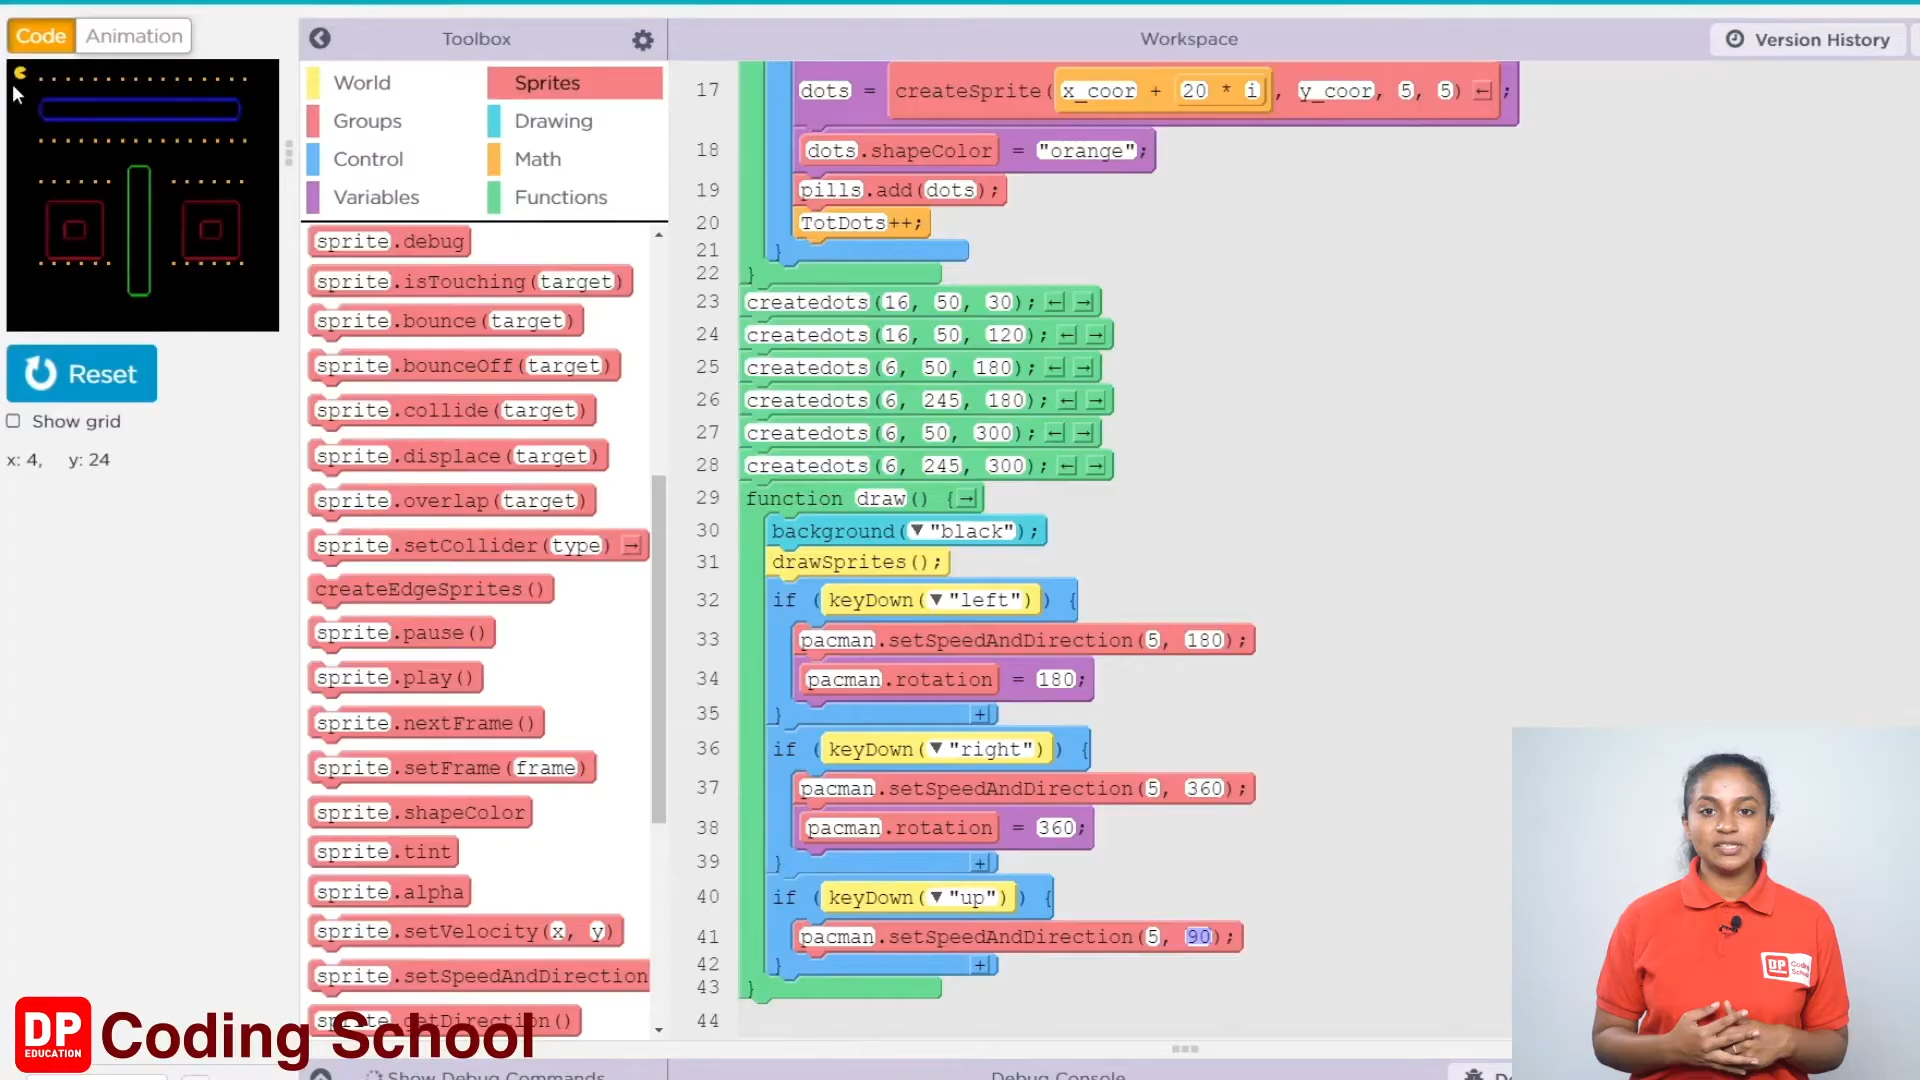 Code Animation
Toolbox
Workspace
Version History
World
Sprites
Groups
Drawing
Control
Math
Variables
Functions
sprite.debug
sprite.isTouching(target)
sprite.bounce(target)
sprite.bounceOff(target)
sprite.collide(target)
sprite.displace(target)
sprite.overlap(target)
sprite.setCollider(type)
createEdgeSprites()
sprite.pause()
sprite.play()
sprite.nextFrame()
sprite.setFrame(frame)
sprite.shapeColor
sprite.tint
sprite.alpha
sprite.setVelocity(x, y)
sprite.setSpeedAndDirection
sprite.getDirection()
Reset
Show grid
x: 4, y: 24
17 dots = createSprite(x_coor + 20 * i, y_coor, 5, 5);
18 dots.shapeColor = "orange";
19 pills.add(dots);
20 TotDots++;
21 }
22 }
23 createdots(16, 50, 30);
24 createdots(16, 50, 120);
25 createdots(6, 50, 180);
26 createdots(6, 245, 180);
27 createdots(6, 50, 300);
28 createdots(6, 245, 300);
29 function draw() {
30 background("black");
31 drawSprites();
32 if (keyDown("left")) {
33 pacman.setSpeedAndDirection(5, 180);
34 pacman.rotation = 180;
35 }
36 if (keyDown("right")) {
37 pacman.setSpeedAndDirection(5, 360);
38 pacman.rotation = 360;
39 }
40 if (keyDown("up")) {
41 pacman.setSpeedAndDirection(5, 90);
42 }
43 }
44
DP
EDUCATION
Coding School
DP Coding School
Show Debug Commands
Debug Console